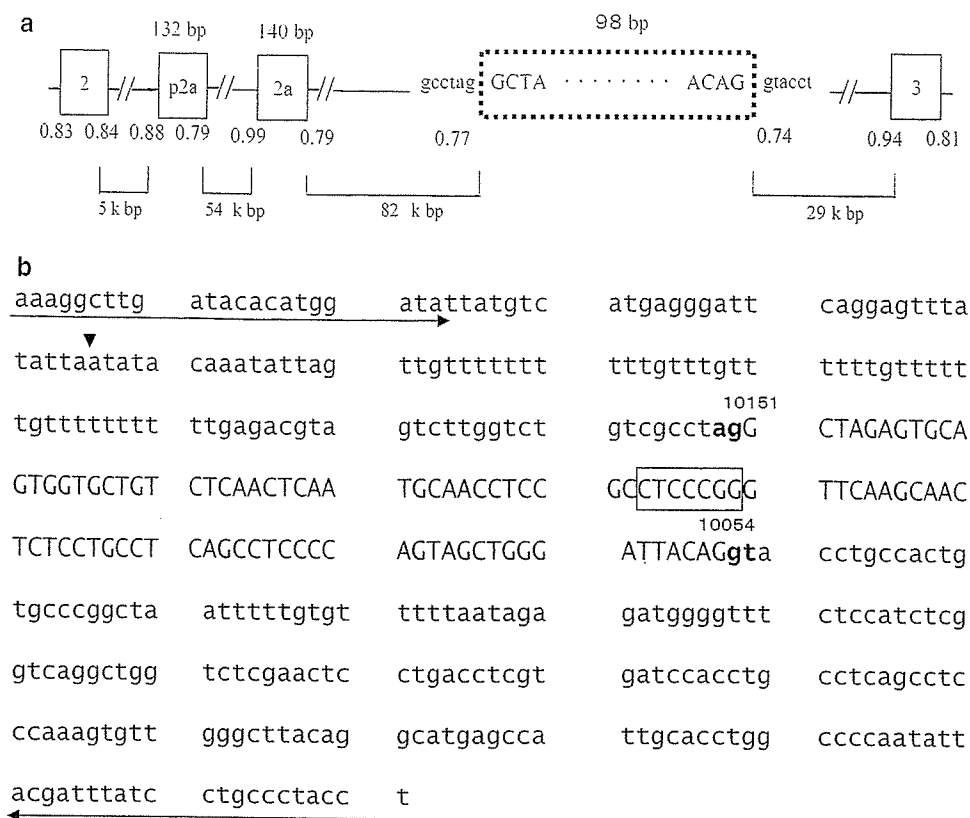 a
132 bp 140 bp 98 bp
2 p2a 2a gcctag GCTA ········ ACAG gtacct 3
0.83 0.84 0.88 0.79 0.99 0.79 0.77 0.74 0.94 0.81
5 k bp 54 k bp 82 k bp 29 k bp
b
aaaggcttg atacacatgg atattatgtc atgagggatt caggagttta
tattaatata caaatattag ttgttttttt tttgtttgtt ttttgttttt
tgtttttttt ttgagacgta gtcttggtct gtcgcctagG CTAGAGTGCA
10151
GTGGTGCTGT CTCAACTCAA TGCAACCTCC GCCTCCCGGG TTCAAGCAAC
10054
TCTCCTGCCT CAGCCTCCCC AGTAGCTGGG ATTACAGgta cctgccactg
tgcccggcta atttttgtgt ttttaataga gatggggttt ctccatctcg
gtcaggctgg tctcgaactc ctgacctcgt gatccacctg cctcagcctc
ccaaagtgtt gggcttacag gcatgagcca ttgcacctgg ccccaatatt
acgatttatc ctgccctacc t